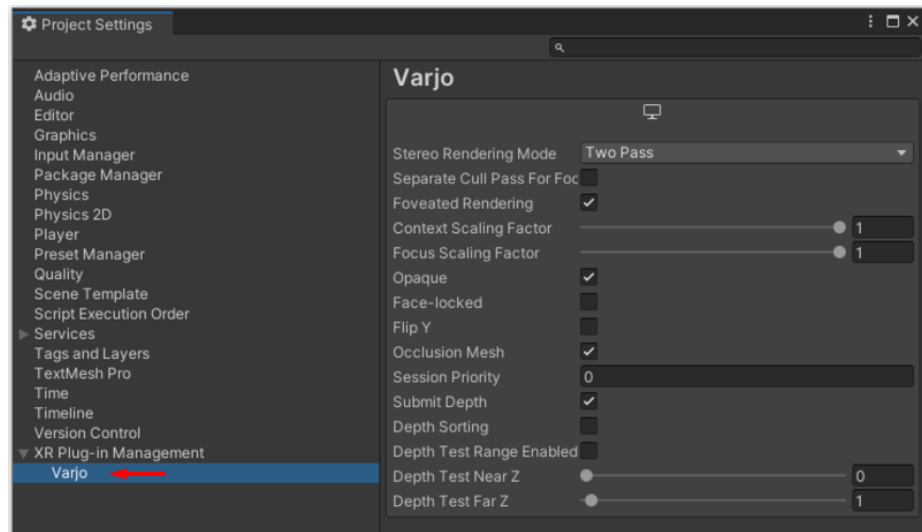 Project Settings
Adaptive Performance
Audio
Editor
Graphics
Input Manager
Package Manager
Physics
Physics 2D
Player
Preset Manager
Quality
Scene Template
Script Execution Order
Services
Tags and Layers
TextMesh Pro
Time
Timeline
Version Control
XR Plug-in Management
Varjo
Varjo
Stereo Rendering Mode Two Pass
Separate Cull Pass For Foc
Foveated Rendering
Context Scaling Factor 1
Focus Scaling Factor 1
Opaque
Face-locked
Flip Y
Occlusion Mesh
Session Priority 0
Submit Depth
Depth Sorting
Depth Test Range Enabled
Depth Test Near Z 0
Depth Test Far Z 1